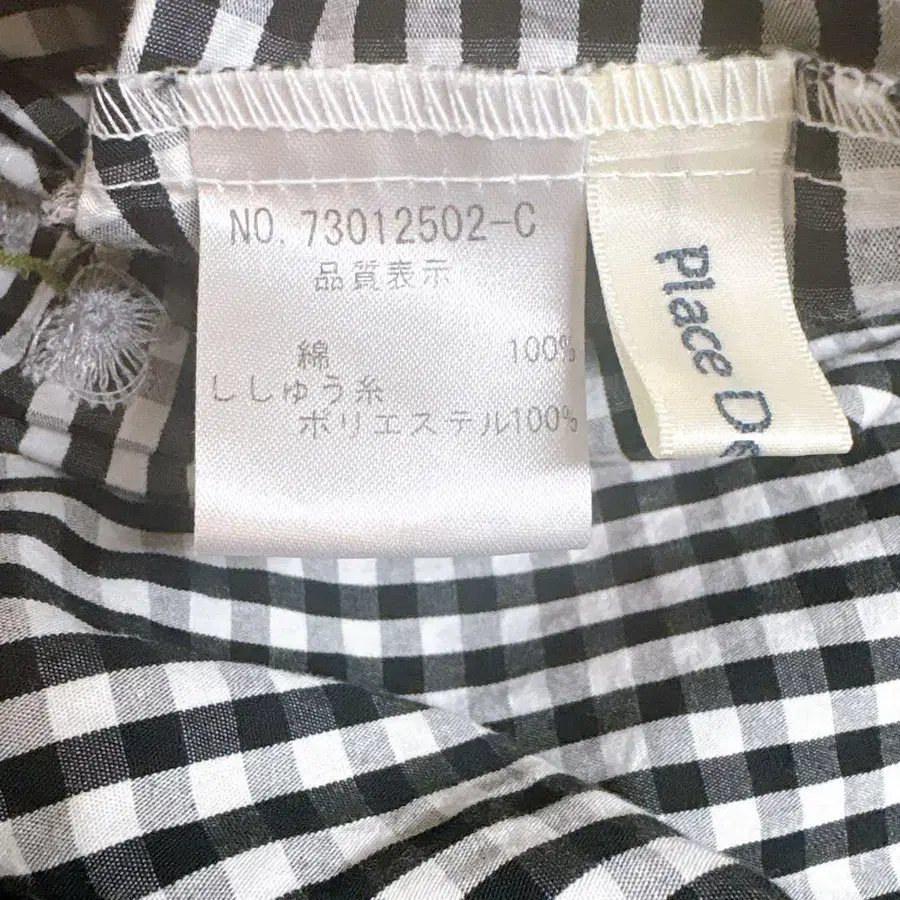 NO. 73012502-C
品質表示
綿 100%
ししゅう糸
ポリエステル100%
Place